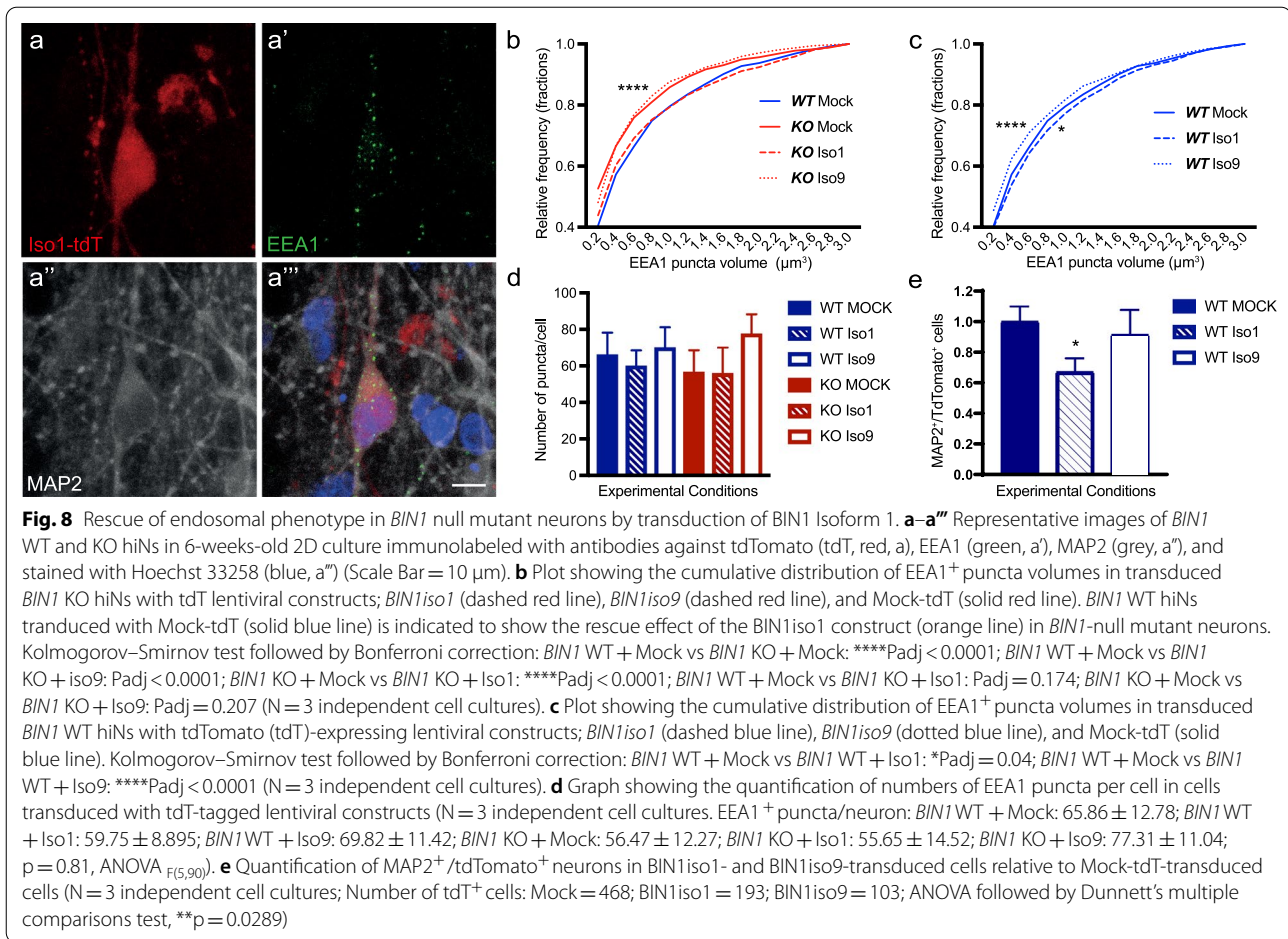 a
Iso1-tdT
a'
EEA1
a''
MAP2
a'''
b
Relative frequency (fractions)
1.0
0.8
0.6
0.4
****
WT Mock
KO Mock
KO Iso1
KO Iso9
0.2 0.4 0.6 0.8 1.0 1.2 1.4 1.6 1.8 2.0 2.2 2.4 2.6 2.8 3.0
EEA1 puncta volume (µm³)
c
Relative frequency (fractions)
1.0
0.8
0.6
0.4
****
*
WT Mock
WT Iso1
WT Iso9
0.2 0.4 0.6 0.8 1.0 1.2 1.4 1.6 1.8 2.0 2.2 2.4 2.6 2.8 3.0
EEA1 puncta volume (µm³)
d
Number of puncta/cell
100
80
60
40
20
0
Experimental Conditions
WT MOCK
WT Iso1
WT Iso9
KO MOCK
KO Iso1
KO Iso9
e
MAP2⁺/TdTomato⁺ cells
1.2
1.0
0.8
0.6
0.4
0.2
0.0
*
Experimental Conditions
WT MOCK
WT Iso1
WT Iso9
Fig. 8 Rescue of endosomal phenotype in BIN1 null mutant neurons by transduction of BIN1 Isoform 1. a–a‴ Representative images of BIN1
WT and KO hiNs in 6-weeks-old 2D culture immunolabeled with antibodies against tdTomato (tdT, red, a), EEA1 (green, a′), MAP2 (grey, a″), and
stained with Hoechst 33258 (blue, a‴) (Scale Bar = 10 µm). b Plot showing the cumulative distribution of EEA1⁺ puncta volumes in transduced
BIN1 KO hiNs with tdT lentiviral constructs; BIN1iso1 (dashed red line), BIN1iso9 (dashed red line), and Mock-tdT (solid red line). BIN1 WT hiNs
tranduced with Mock-tdT (solid blue line) is indicated to show the rescue effect of the BIN1iso1 construct (orange line) in BIN1-null mutant neurons.
Kolmogorov–Smirnov test followed by Bonferroni correction: BIN1 WT + Mock vs BIN1 KO + Mock: ****Padj < 0.0001; BIN1 WT + Mock vs BIN1
KO + iso9: Padj < 0.0001; BIN1 KO + Mock vs BIN1 KO + Iso1: ****Padj < 0.0001; BIN1 WT + Mock vs BIN1 KO + Iso1: Padj = 0.174; BIN1 KO + Mock vs
BIN1 KO + Iso9: Padj = 0.207 (N = 3 independent cell cultures). c Plot showing the cumulative distribution of EEA1⁺ puncta volumes in transduced
BIN1 WT hiNs with tdTomato (tdT)-expressing lentiviral constructs; BIN1iso1 (dashed blue line), BIN1iso9 (dotted blue line), and Mock-tdT (solid
blue line). Kolmogorov–Smirnov test followed by Bonferroni correction: BIN1 WT + Mock vs BIN1 WT + Iso1: *Padj = 0.04; BIN1 WT + Mock vs BIN1
WT + Iso9: ****Padj < 0.0001 (N = 3 independent cell cultures). d Graph showing the quantification of numbers of EEA1 puncta per cell in cells
transduced with tdT-tagged lentiviral constructs (N = 3 independent cell cultures. EEA1⁺ puncta/neuron: BIN1 WT + Mock: 65.86 ± 12.78; BIN1 WT
+ Iso1: 59.75 ± 8.895; BIN1 WT + Iso9: 69.82 ± 11.42; BIN1 KO + Mock: 56.47 ± 12.27; BIN1 KO + Iso1: 55.65 ± 14.52; BIN1 KO + Iso9: 77.31 ± 11.04;
p = 0.81, ANOVA F(5,90)). e Quantification of MAP2⁺/tdTomato⁺ neurons in BIN1iso1- and BIN1iso9-transduced cells relative to Mock-tdT-transduced
cells (N = 3 independent cell cultures; Number of tdT⁺ cells: Mock = 468; BIN1iso1 = 193; BIN1iso9 = 103; ANOVA followed by Dunnett's multiple
comparisons test, **p = 0.0289)